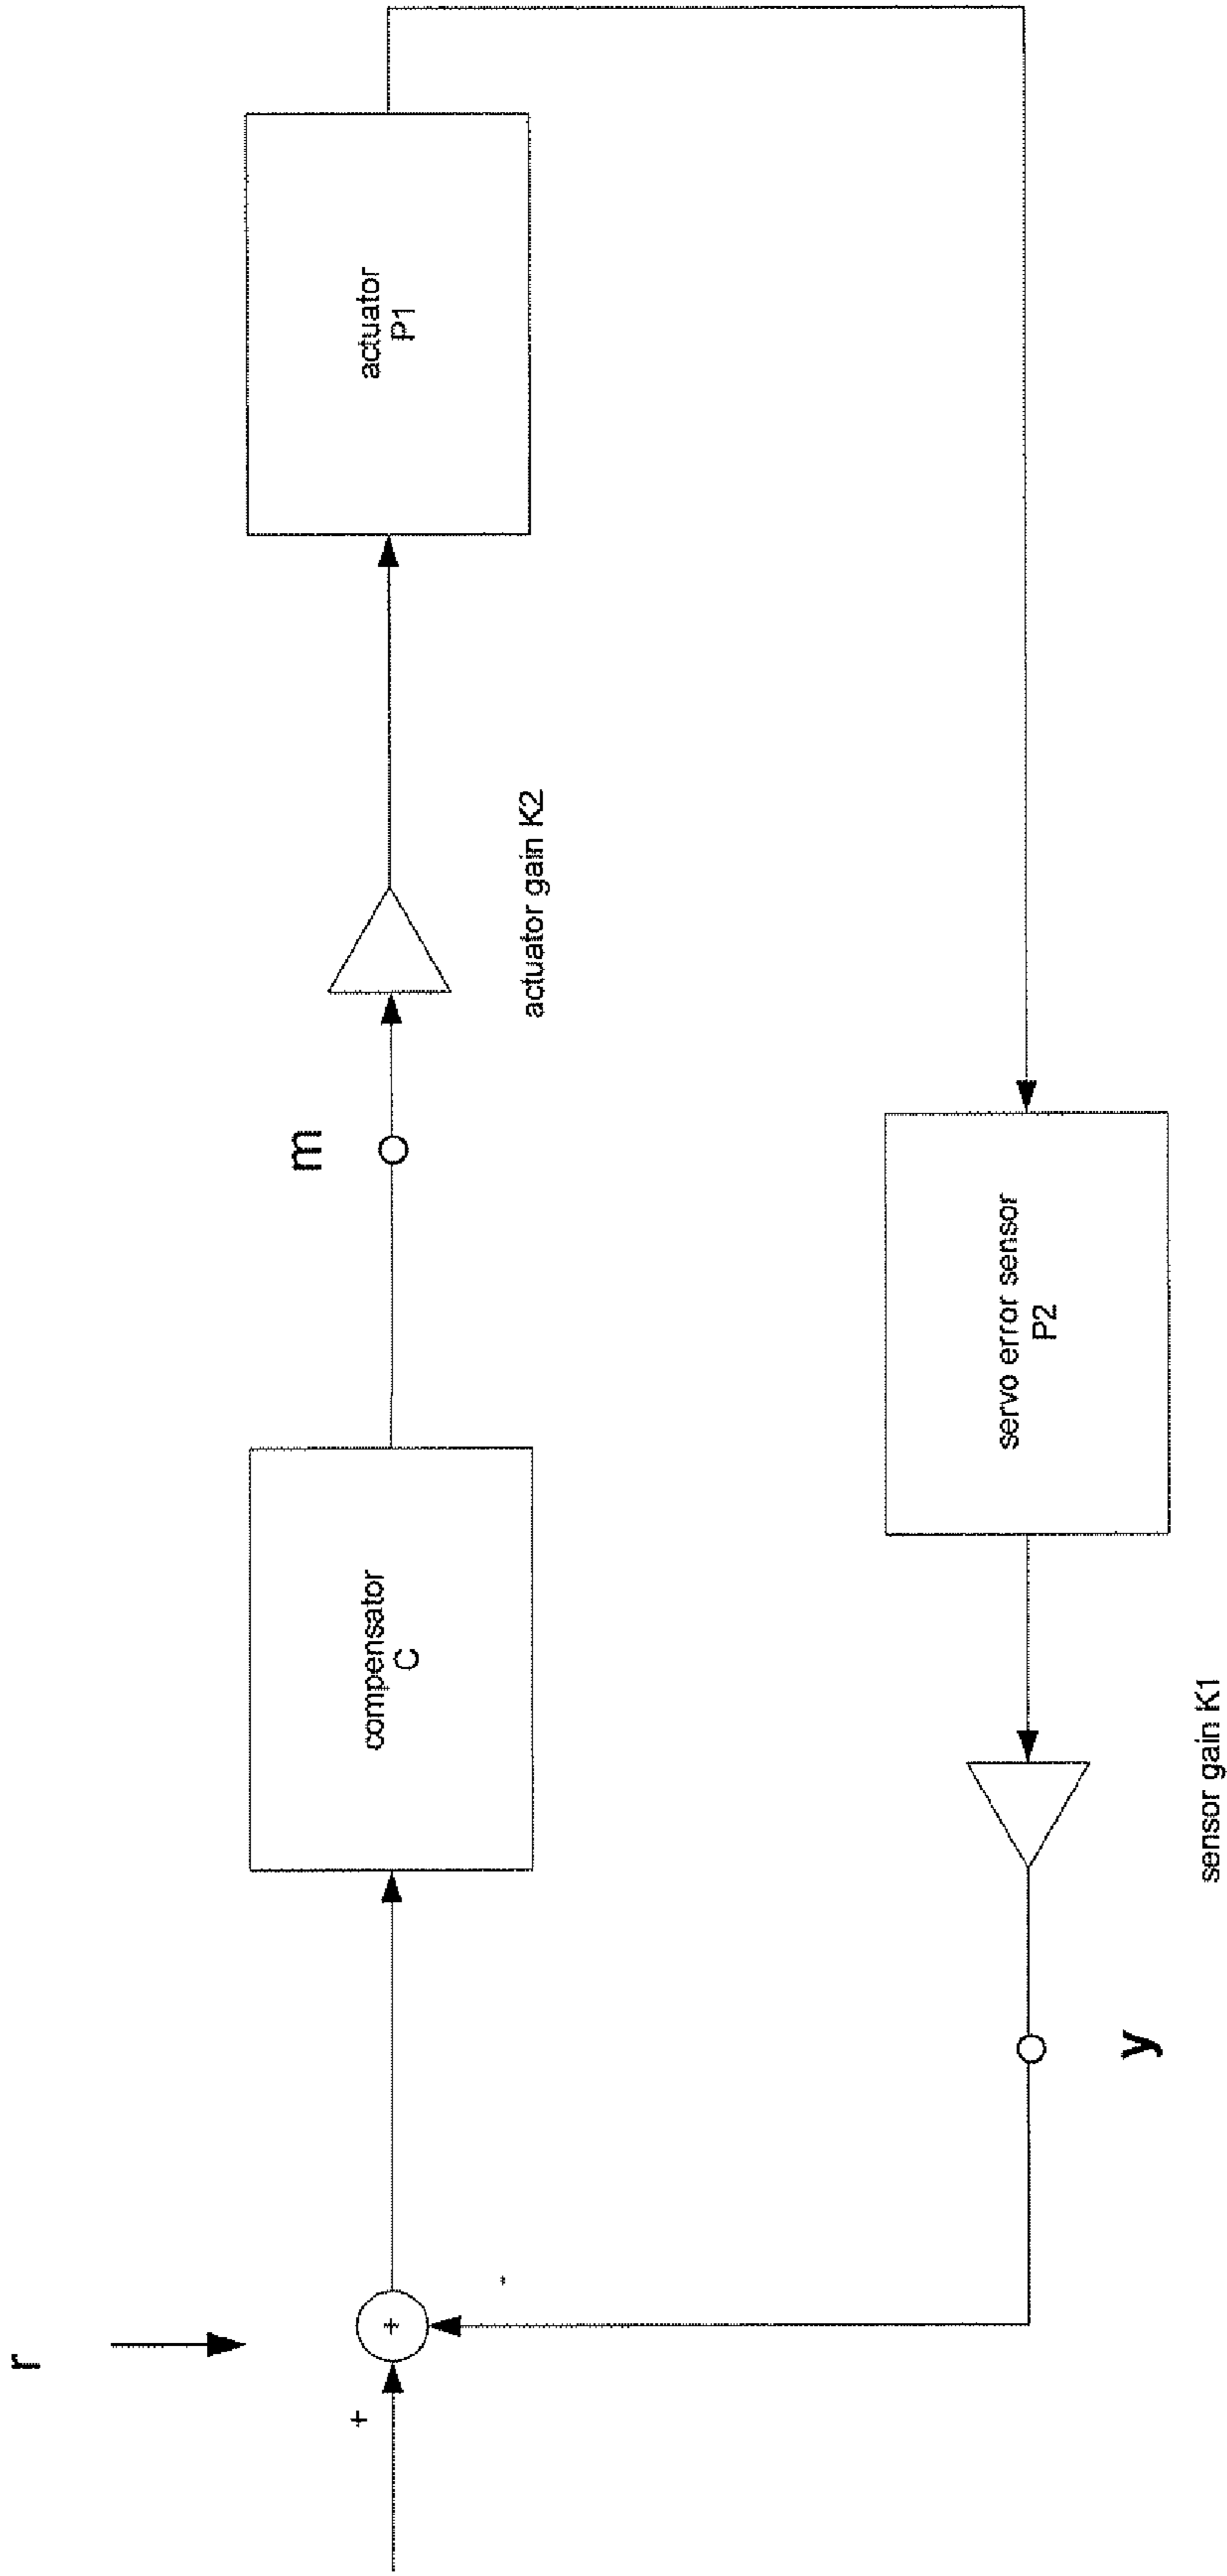 r
+
+
-
compensator
C
m
actuator gain K2
actuator
P1
y
sensor gain K1
servo error sensor
P2